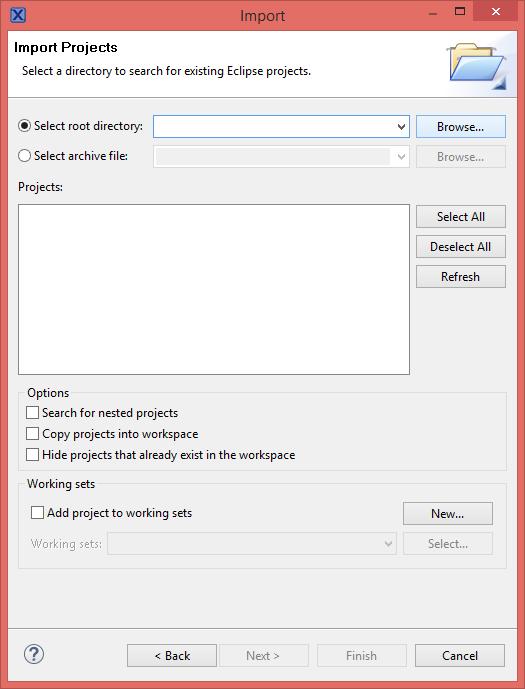 Import
Import Projects
Select a directory to search for existing Eclipse projects.
Select root directory: Browse...
Select archive file: Browse...
Projects:
Select All
Deselect All
Refresh
Options
Search for nested projects
Copy projects into workspace
Hide projects that already exist in the workspace
Working sets
Add project to working sets New...
Working sets: Select...
? < Back Next > Finish Cancel